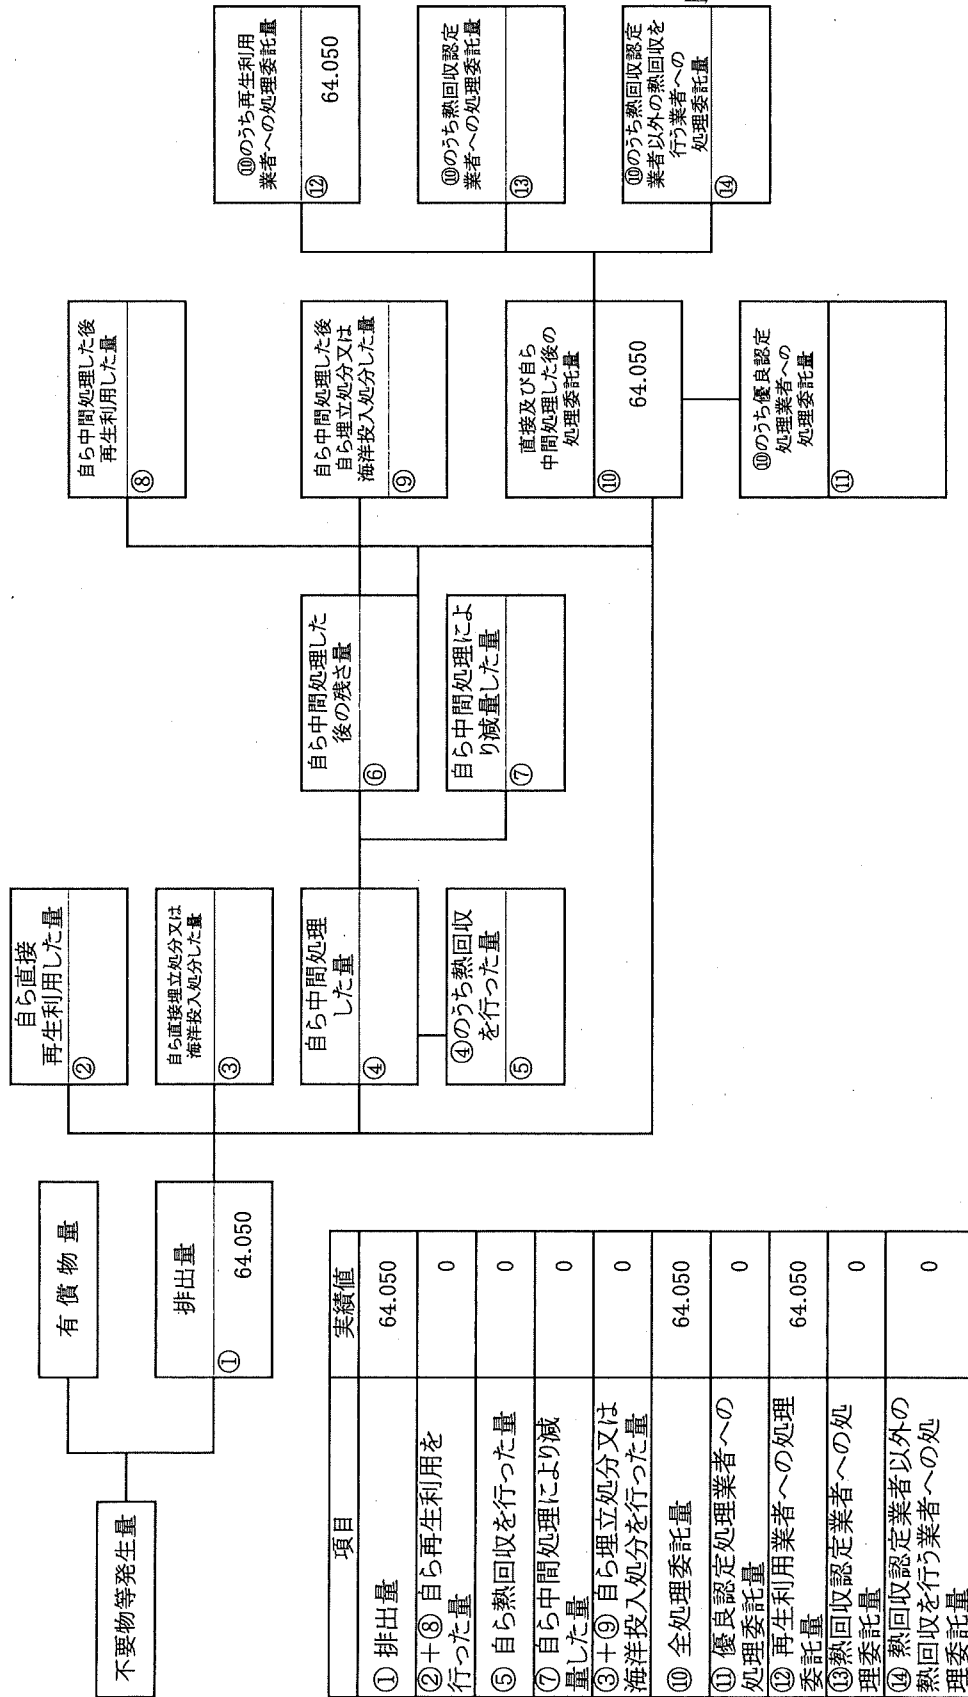 不要物等発生量
有償物量
排出量
① 64.050
自ら直接
再生利用した量
②
自ら直接埋立処分又は
海洋投入処分した量
③
自ら中間処理
した量
④
④のうち熱回収
を行った量
⑤
自ら中間処理した
後の残さ量
⑥
自ら中間処理によ
り減量した量
⑦
自ら中間処理した後
再生利用した量
⑧
自ら中間処理した後
自ら埋立処分又は
海洋投入処分した量
⑨
直接及び自ら
中間処理した後の
処理委託量
⑩ 64.050
⑩のうち優良認定
処理業者への
処理委託量
⑪
⑩のうち再生利用
業者への処理委託量
⑫ 64.050
⑩のうち熱回収認定
業者への処理委託量
⑬
⑩のうち熱回収認定
業者以外の熱回収を
行う業者への
処理委託量
⑭
項目 実績値
① 排出量 64.050
②+⑧ 自ら再生利用を
行った量 0
⑤ 自ら熱回収を行った量 0
⑦ 自ら中間処理により減
量した量 0
③+⑨ 自ら埋立処分又は
海洋投入処分を行った量 0
⑩ 全処理委託量 64.050
⑪ 優良認定処理業者への
処理委託量 0
⑫ 再生利用業者への処理
委託量 64.050
⑬熱回収認定業者への処
理委託量 0
⑭ 熱回収認定業者以外の
熱回収を行う業者への処
理委託量 0